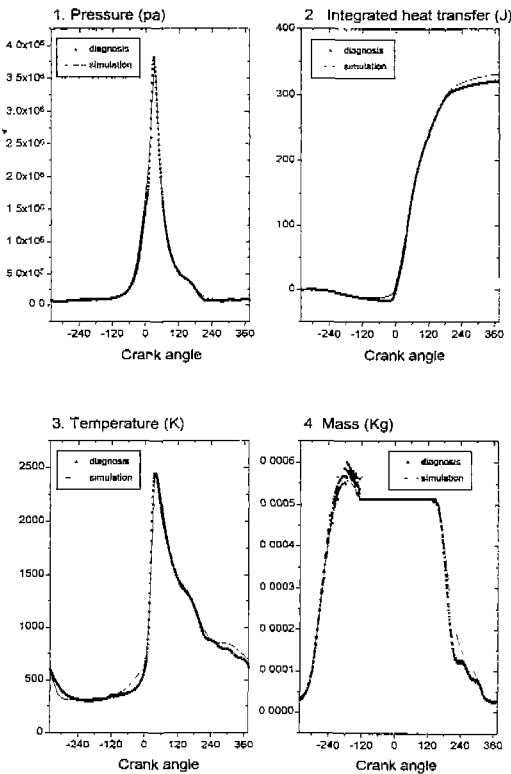 1. Pressure (pa)
2 Integrated heat transfer (J)
4 0x10⁶
3.5x10⁶
3.0x10⁶
2.5x10⁶
2 0x10⁶
1 5x10⁶
1 0x10⁶
0 0
diagnosis
simulation
-240 -120 0 120 240 360
Crank angle
400
300
200
100
0
diagnosis
simulation
-240 -120 0 120 240 360
Crank angle
3. Temperature (K)
4 Mass (Kg)
2500
2000
1500
1000
500
0
diagnosis
simulation
-240 -120 0 120 240 360
Crank angle
0 0006
0 0005
0 0004
0 0003
0 0002
0 0001
0 0000
diagnosis
simulation
-240 -120 0 120 240 360
Crank angle